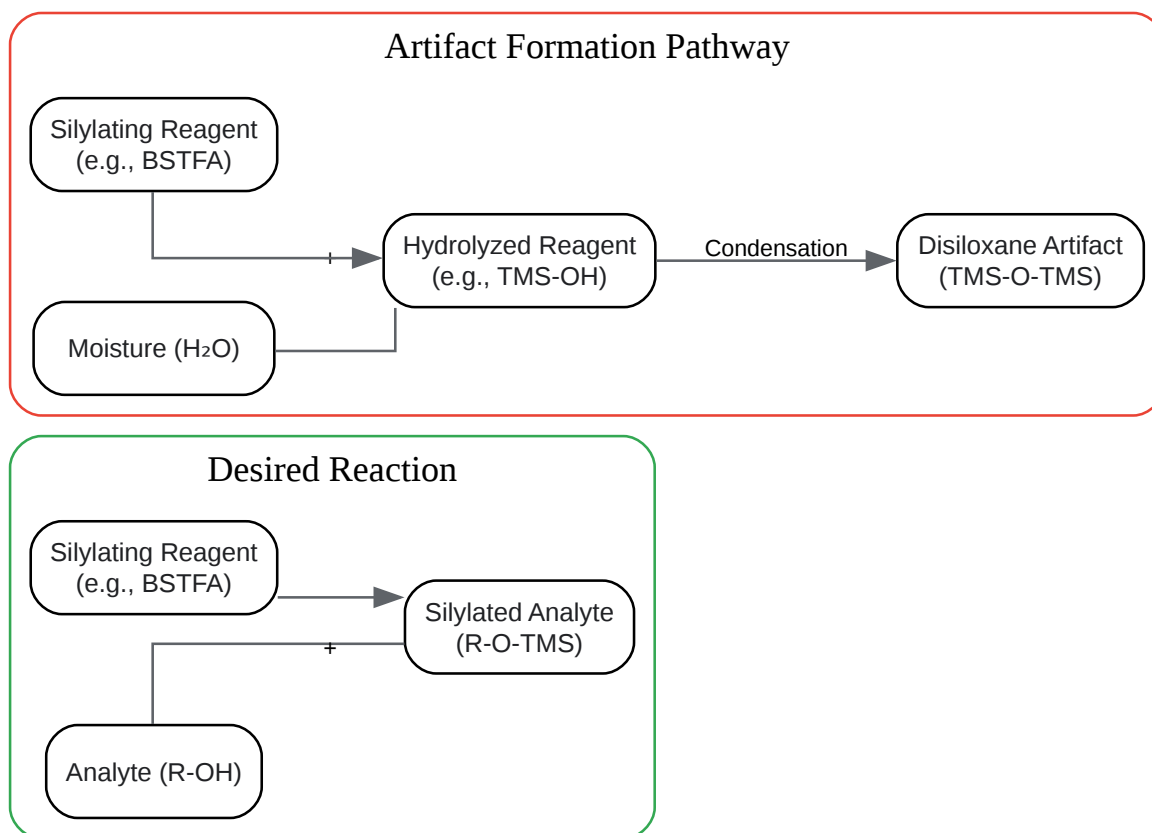 Artifact Formation Pathway
Silylating Reagent
(e.g., BSTFA)
+
Hydrolyzed Reagent
(e.g., TMS-OH)
Condensation
Disiloxane Artifact
(TMS-O-TMS)
Moisture (H₂O)
Desired Reaction
Silylating Reagent
(e.g., BSTFA)
Silylated Analyte
(R-O-TMS)
+
Analyte (R-OH)